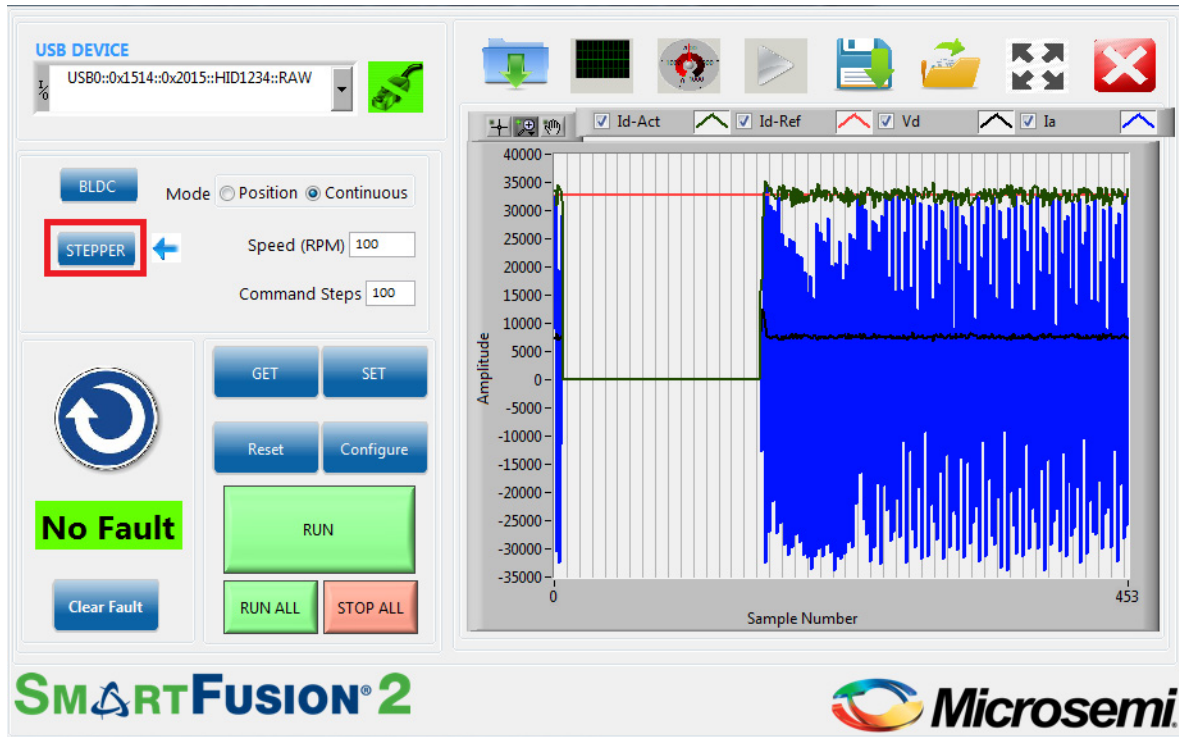 USB DEVICE
I/O USB0::0x1514::0x2015::HID1234::RAW
BLDC
Mode Position Continuous
STEPPER
Speed (RPM) 100
Command Steps 100
GET SET
Reset Configure
No Fault
RUN
Clear Fault
RUN ALL STOP ALL
Id-Act Id-Ref Vd Ia
40000
35000
30000
25000
20000
15000
10000
5000
0
-5000
-10000
-15000
-20000
-25000
-30000
-35000
Amplitude
0 453
Sample Number
SMARTFUSION® 2
Microsemi.